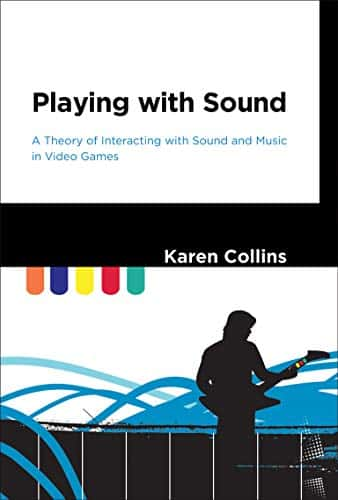 Playing with Sound
A Theory of Interacting with Sound and Music
in Video Games
Karen Collins